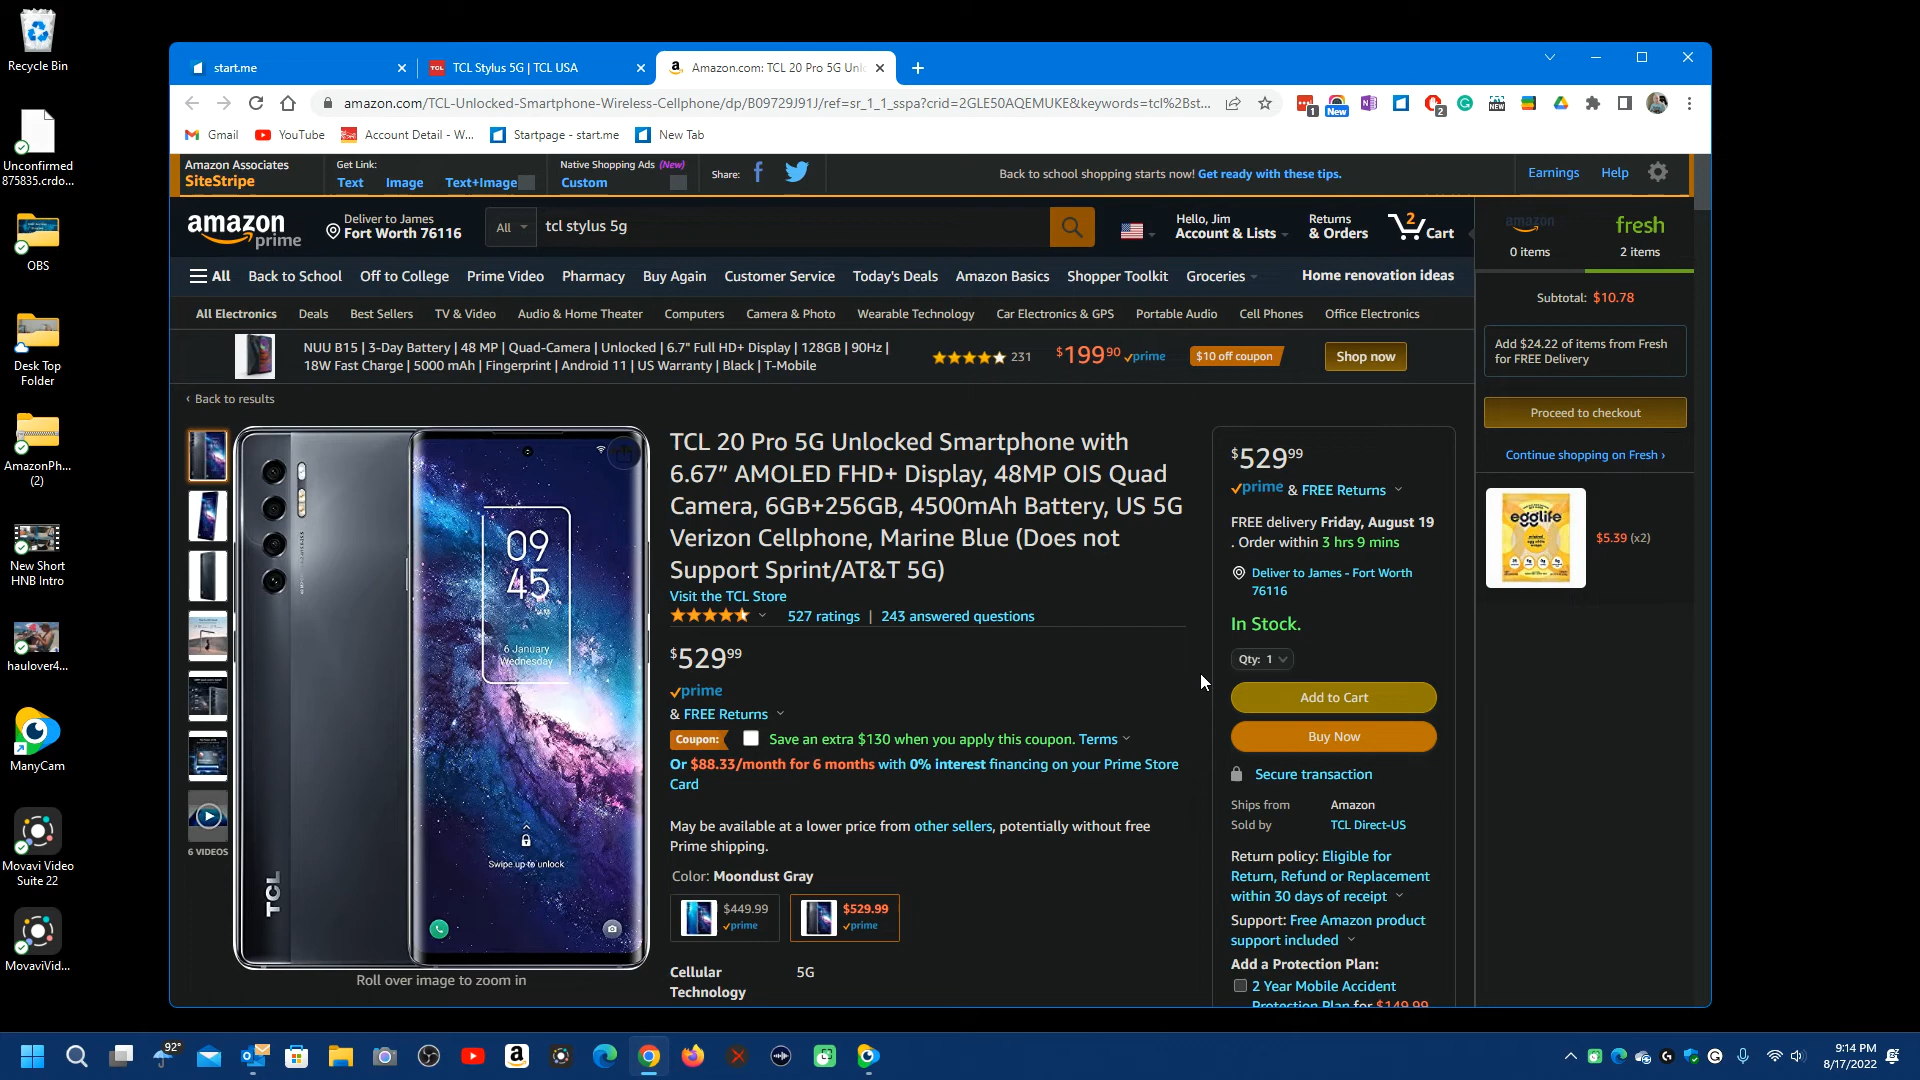 Recycle Bin
Unconfirmed
875835.crdo...
OBS
Desk Top
Folder
AmazonPh...
(2)
New Short
HNB Intro
haulover4...
ManyCam
Movavi Video
Suite 22
MovaviVid...
start.me
TCL Stylus 5G | TCL USA
Amazon.com: TCL 20 Pro 5G Unlo
amazon.com/TCL-Unlocked-Smartphone-Wireless-Cellphone/dp/B09729J91J/ref=sr_1_1_sspa?crid=2GLE50AQEMUKE&keywords=tcl%2Bst...
1
New
2
NEW
Gmail
YouTube
Account Detail - W...
Startpage - start.me
New Tab
Amazon Associates
SiteStripe
Get Link:
Text Image Text+Image
Native Shopping Ads (New)
Custom
Share:
Back to school shopping starts now! Get ready with these tips.
Earnings
Help
amazon
prime
Deliver to James
Fort Worth 76116
All
tcl stylus 5g
Hello, Jim
Account & Lists
Returns
& Orders
2
Cart
All
Back to School
Off to College
Prime Video
Pharmacy
Buy Again
Customer Service
Today's Deals
Amazon Basics
Shopper Toolkit
Groceries
Home renovation ideas
All Electronics
Deals
Best Sellers
TV & Video
Audio & Home Theater
Computers
Camera & Photo
Wearable Technology
Car Electronics & GPS
Portable Audio
Cell Phones
Office Electronics
NUU B15 | 3-Day Battery | 48 MP | Quad-Camera | Unlocked | 6.7" Full HD+ Display | 128GB | 90Hz |
18W Fast Charge | 5000 mAh | Fingerprint | Android 11 | US Warranty | Black | T-Mobile
231
$199 90
prime
$10 off coupon
Shop now
‹ Back to results
6 VIDEOS
TCL
09
45
6 January
Wednesday
Swipe up to unlock
Roll over image to zoom in
TCL 20 Pro 5G Unlocked Smartphone with
6.67” AMOLED FHD+ Display, 48MP OIS Quad
Camera, 6GB+256GB, 4500mAh Battery, US 5G
Verizon Cellphone, Marine Blue (Does not
Support Sprint/AT&T 5G)
Visit the TCL Store
527 ratings | 243 answered questions
$529 99
prime
& FREE Returns
Coupon:
Save an extra $130 when you apply this coupon. Terms
Or $88.33/month for 6 months with 0% interest financing on your Prime Store
Card
May be available at a lower price from other sellers, potentially without free
Prime shipping.
Color: Moondust Gray
$449.99
prime
$529.99
prime
Cellular
Technology
5G
$529 99
prime & FREE Returns
FREE delivery Friday, August 19
. Order within 3 hrs 9 mins
Deliver to James - Fort Worth
76116
In Stock.
Qty: 1
Add to Cart
Buy Now
Secure transaction
Ships from Amazon
Sold by TCL Direct-US
Return policy: Eligible for
Return, Refund or Replacement
within 30 days of receipt
Support: Free Amazon product
support included
Add a Protection Plan:
2 Year Mobile Accident
Protection Plan for $149.99
amazon
0 items
fresh
2 items
Subtotal: $10.78
Add $24.22 of items from Fresh
for FREE Delivery
Proceed to checkout
Continue shopping on Fresh ›
egglife
$5.39 (x2)
92°
9:14 PM
8/17/2022